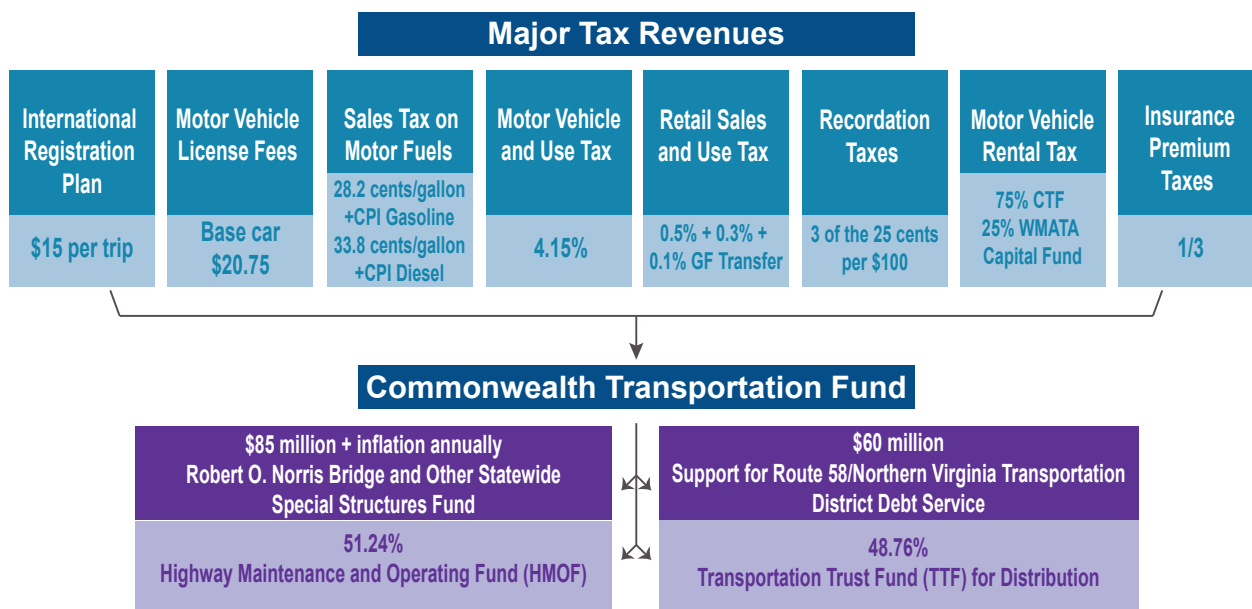 Major Tax Revenues
International
Registration
Plan
$15 per trip
Motor Vehicle
License Fees
Base car
$20.75
Sales Tax on
Motor Fuels
28.2 cents/gallon
+CPI Gasoline
33.8 cents/gallon
+CPI Diesel
Motor Vehicle
and Use Tax
4.15%
Retail Sales
and Use Tax
0.5% + 0.3% +
0.1% GF Transfer
Recordation
Taxes
3 of the 25 cents
per $100
Motor Vehicle
Rental Tax
75% CTF
25% WMATA
Capital Fund
Insurance
Premium
Taxes
1/3
Commonwealth Transportation Fund
$85 million + inflation annually
Robert O. Norris Bridge and Other Statewide
Special Structures Fund
51.24%
Highway Maintenance and Operating Fund (HMOF)
$60 million
Support for Route 58/Northern Virginia Transportation
District Debt Service
48.76%
Transportation Trust Fund (TTF) for Distribution